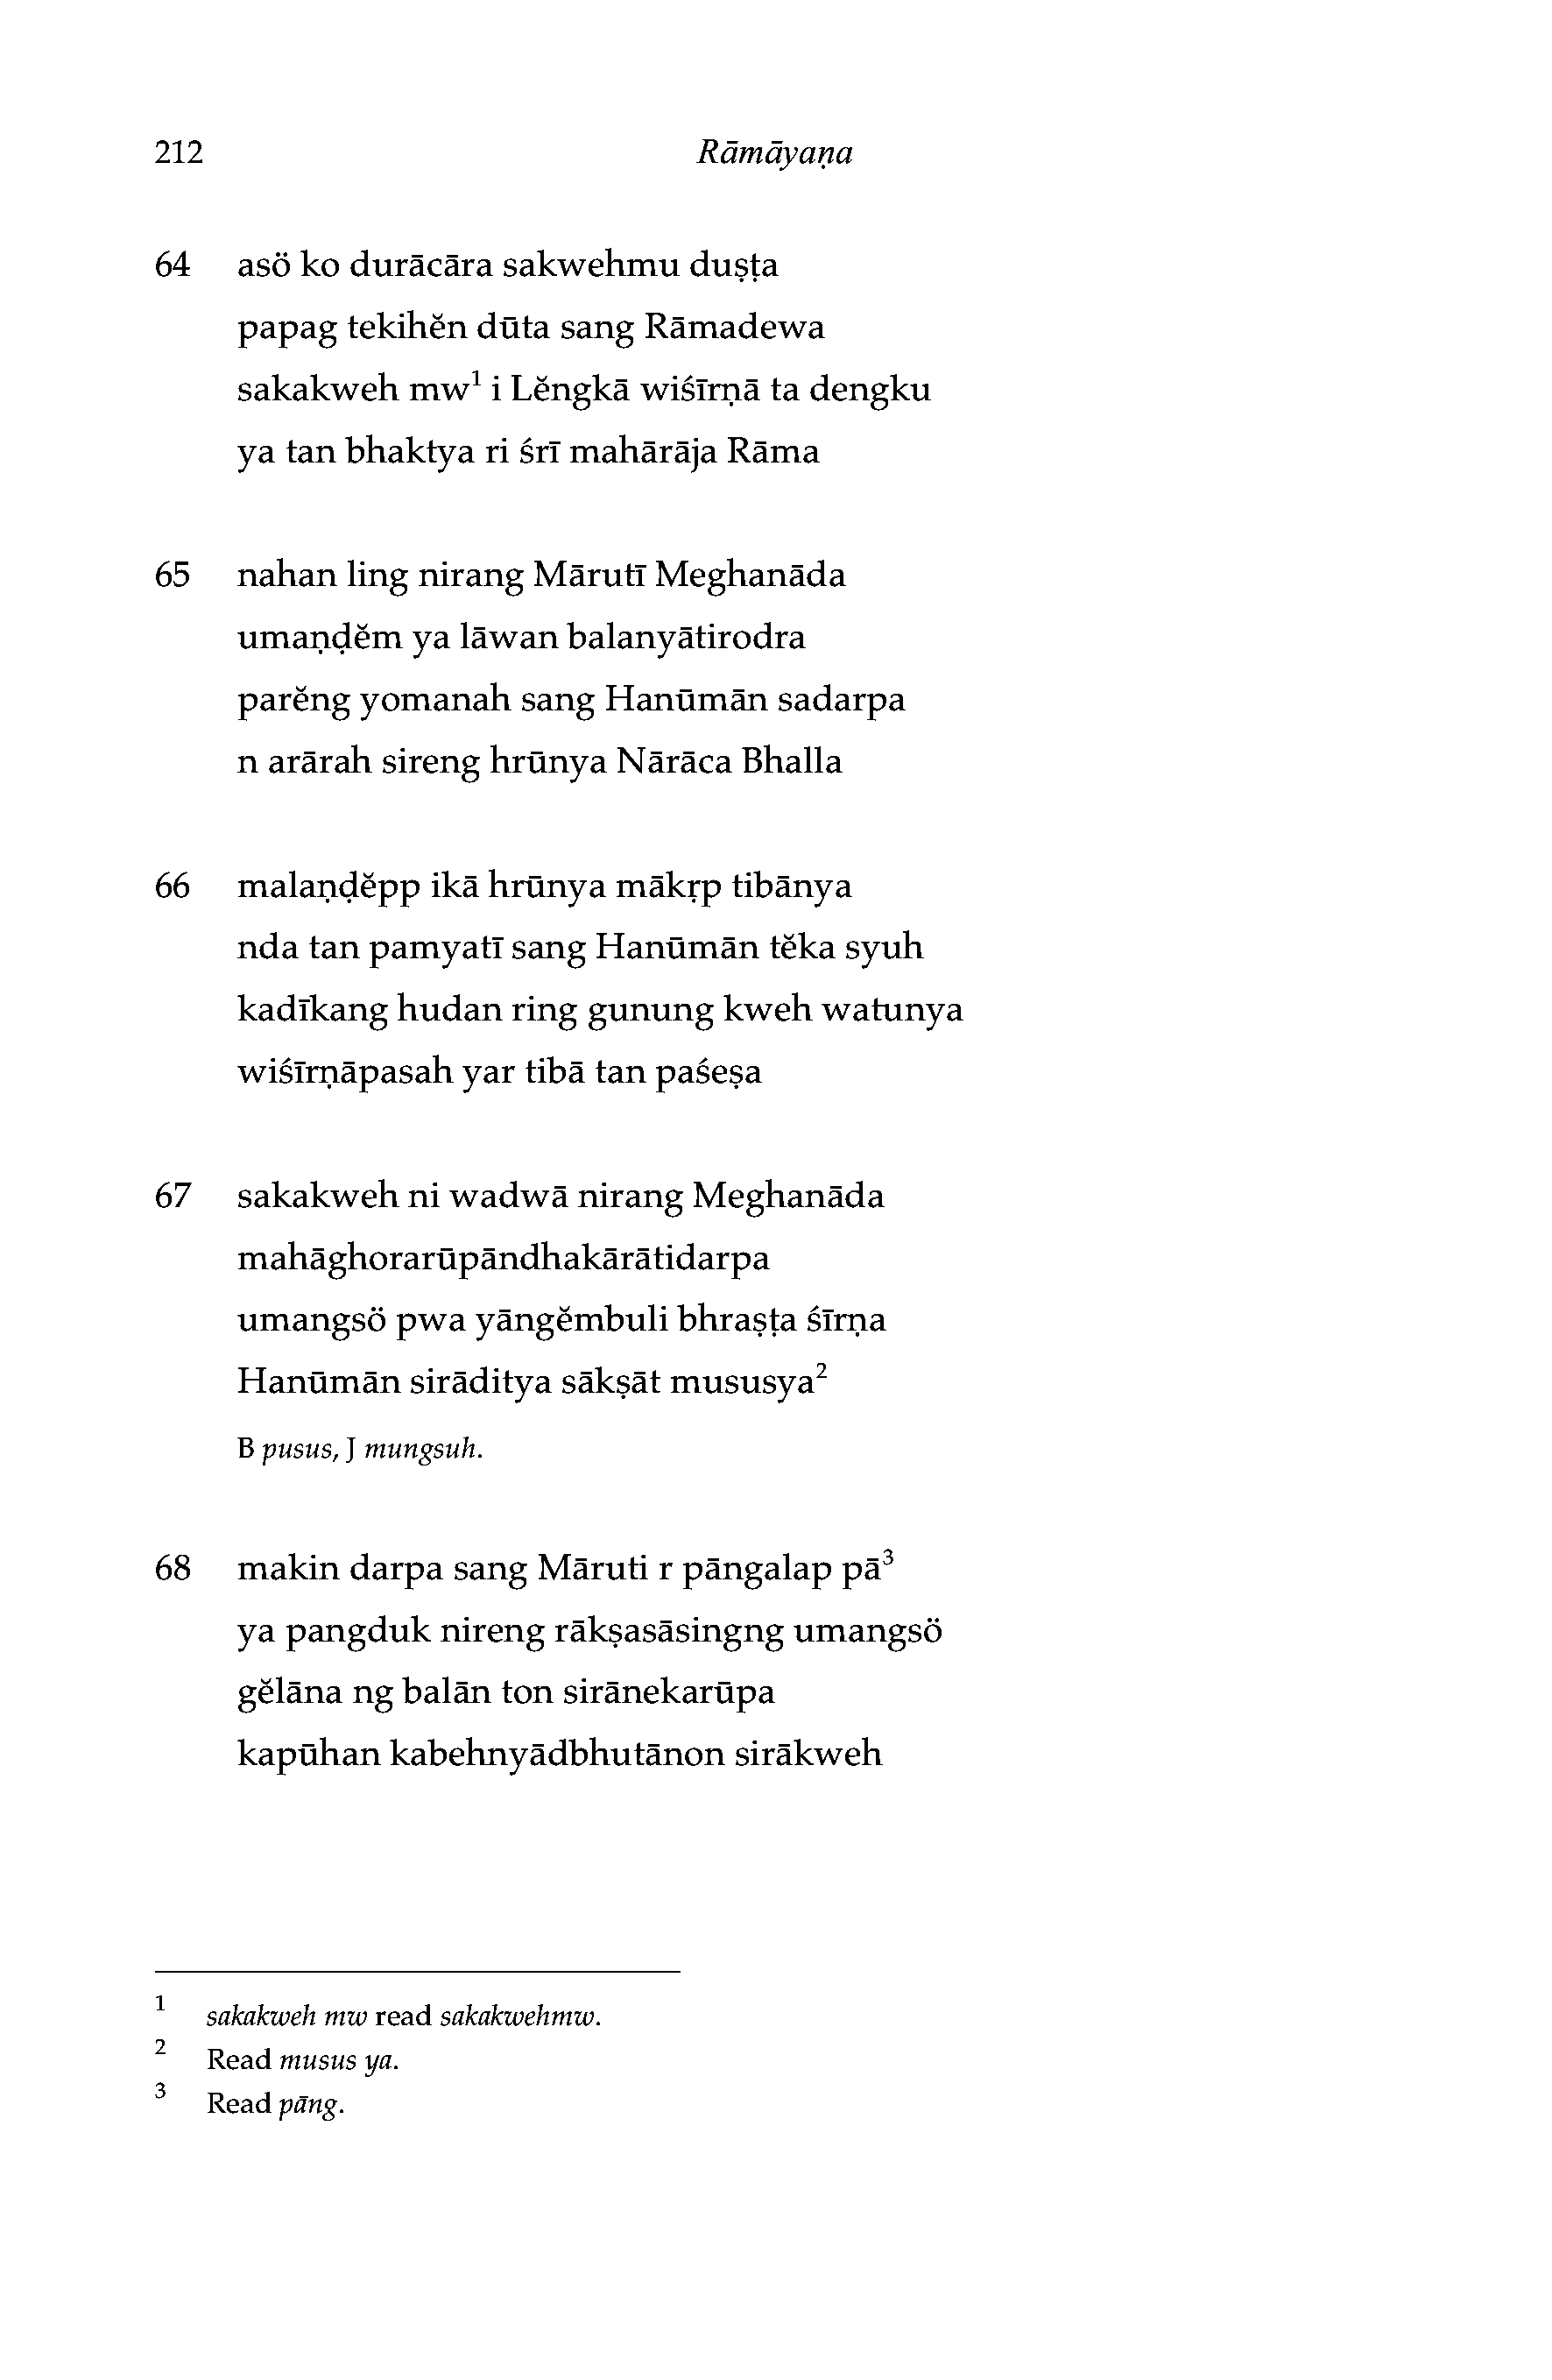 212 Rāmāyaṇa
64 asö ko durācāra sakwehmu duṣṭa
papag tekihĕn dūta sang Rāmadewa
sakakweh mw¹ i Lĕngkā wiśīrṇā ta dengku
ya tan bhaktya ri śrī mahārāja Rāma
65 nahan ling nirang Mārutī Meghanāda
umaṇḍĕm ya lāwan balanyātirodra
parĕng yomanah sang Hanūmān sadarpa
n arārah sireng hrūnya Nārāca Bhalla
66 malaṇḍĕpp ikā hrūnya mākṛp tibānya
nda tan pamyatī sang Hanūmān tĕka syuh
kadīkang hudan ring gunung kweh watunya
wiśīrṇāpasah yar tibā tan paśeṣa
67 sakakweh ni wadwā nirang Meghanāda
mahāghorarūpāndhakārātidarpa
umangsö pwa yāngĕmbuli bhraṣṭa śīrṇa
Hanūmān sirāditya sākṣāt mususya²
B pusus, J mungsuh.
68 makin darpa sang Māruti r pāngalap pā³
ya pangduk nireng rākṣasāsingng umangsö
gĕlāna ng balān ton sirānekarūpa
kapūhan kabehnyādbhutānon sirākweh
1 sakakweh mw read sakakwehmw.
2 Read musus ya.
3 Read pāng.